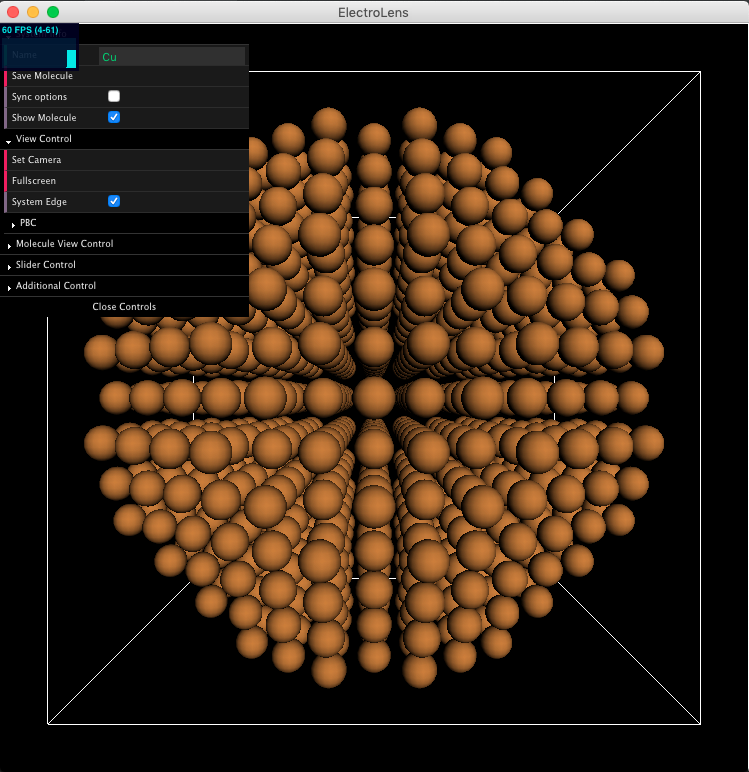 ElectroLens
60 FPS (4-61)
Name
Cu
Save Molecule
Sync options
Show Molecule
View Control
Set Camera
Fullscreen
System Edge
PBC
Molecule View Control
Slider Control
Additional Control
Close Controls